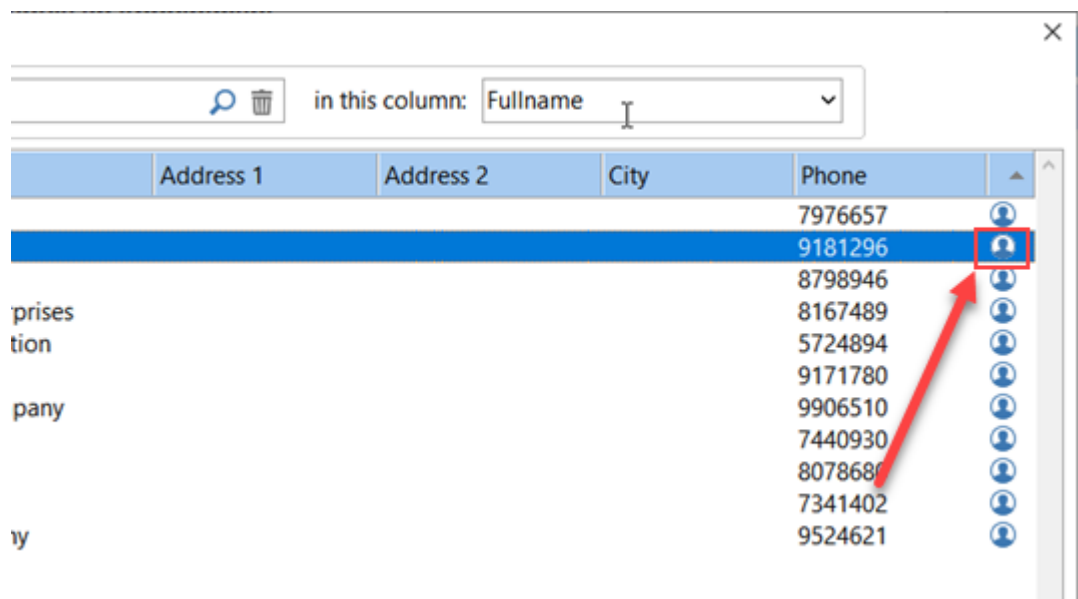 in this column: Fullname
Address 1 Address 2 City Phone
7976657
9181296
8798946
rprises 8167489
tion 5724894
9171780
pany 9906510
7440930
8078680
7341402
ny 9524621